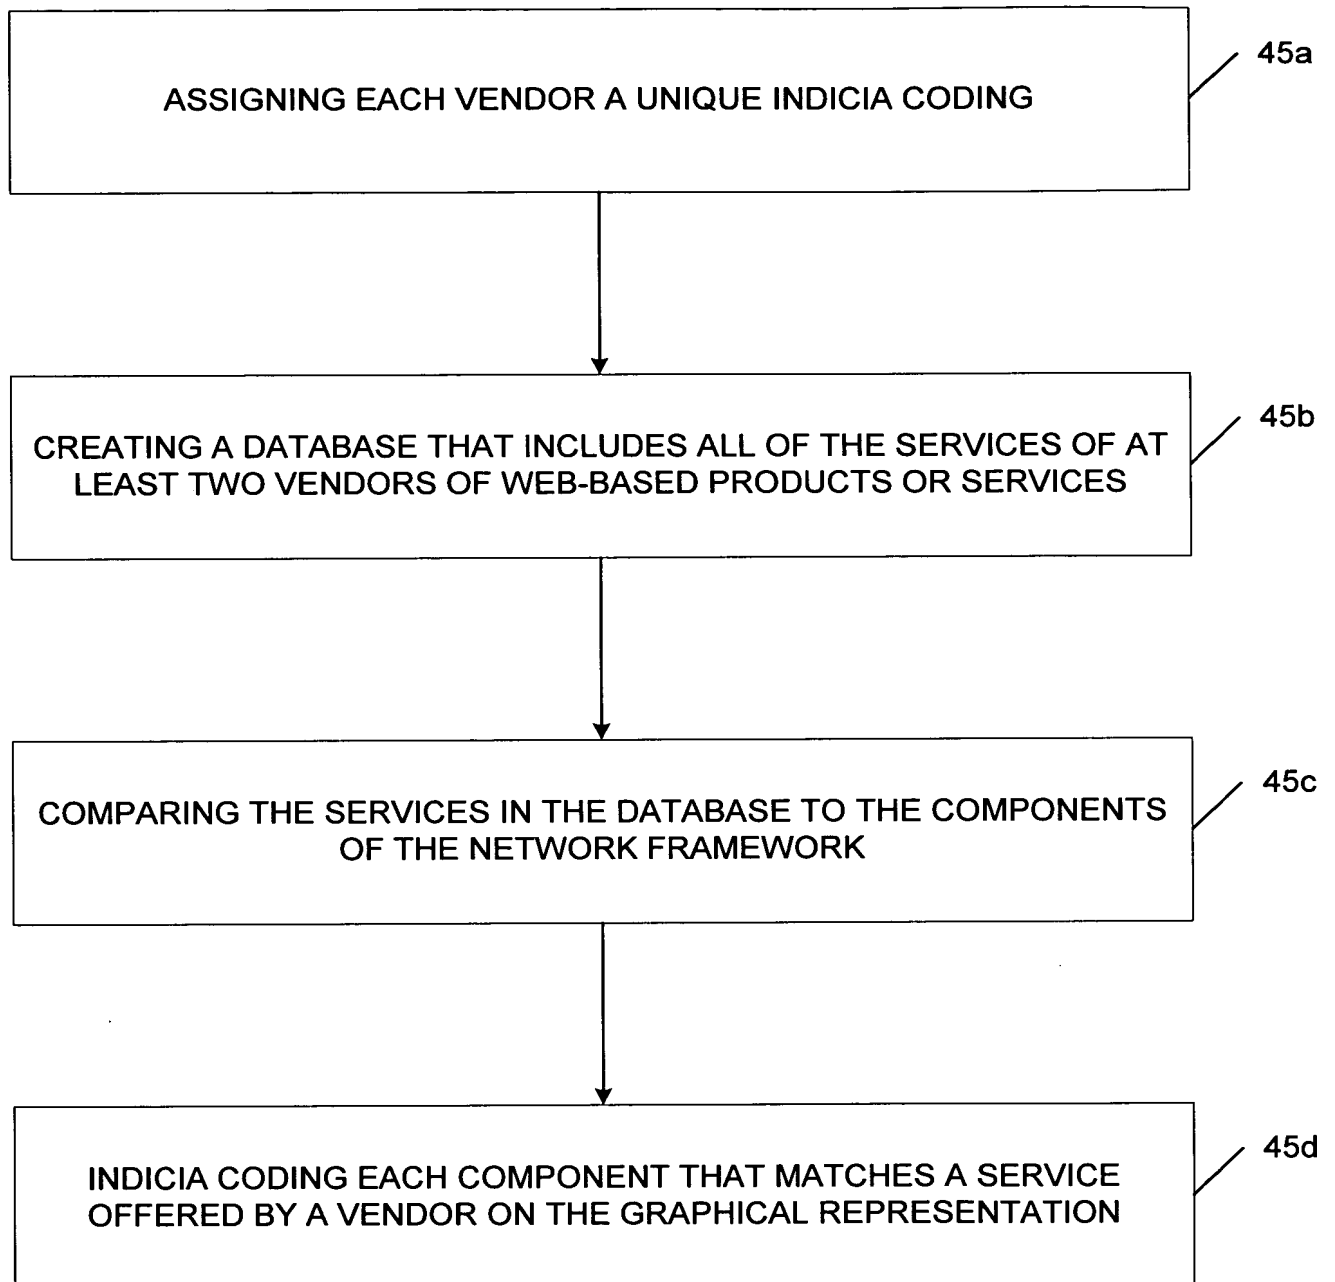 ASSIGNING EACH VENDOR A UNIQUE INDICIA CODING
45a
CREATING A DATABASE THAT INCLUDES ALL OF THE SERVICES OF AT
LEAST TWO VENDORS OF WEB-BASED PRODUCTS OR SERVICES
45b
COMPARING THE SERVICES IN THE DATABASE TO THE COMPONENTS
OF THE NETWORK FRAMEWORK
45c
INDICIA CODING EACH COMPONENT THAT MATCHES A SERVICE
OFFERED BY A VENDOR ON THE GRAPHICAL REPRESENTATION
45d